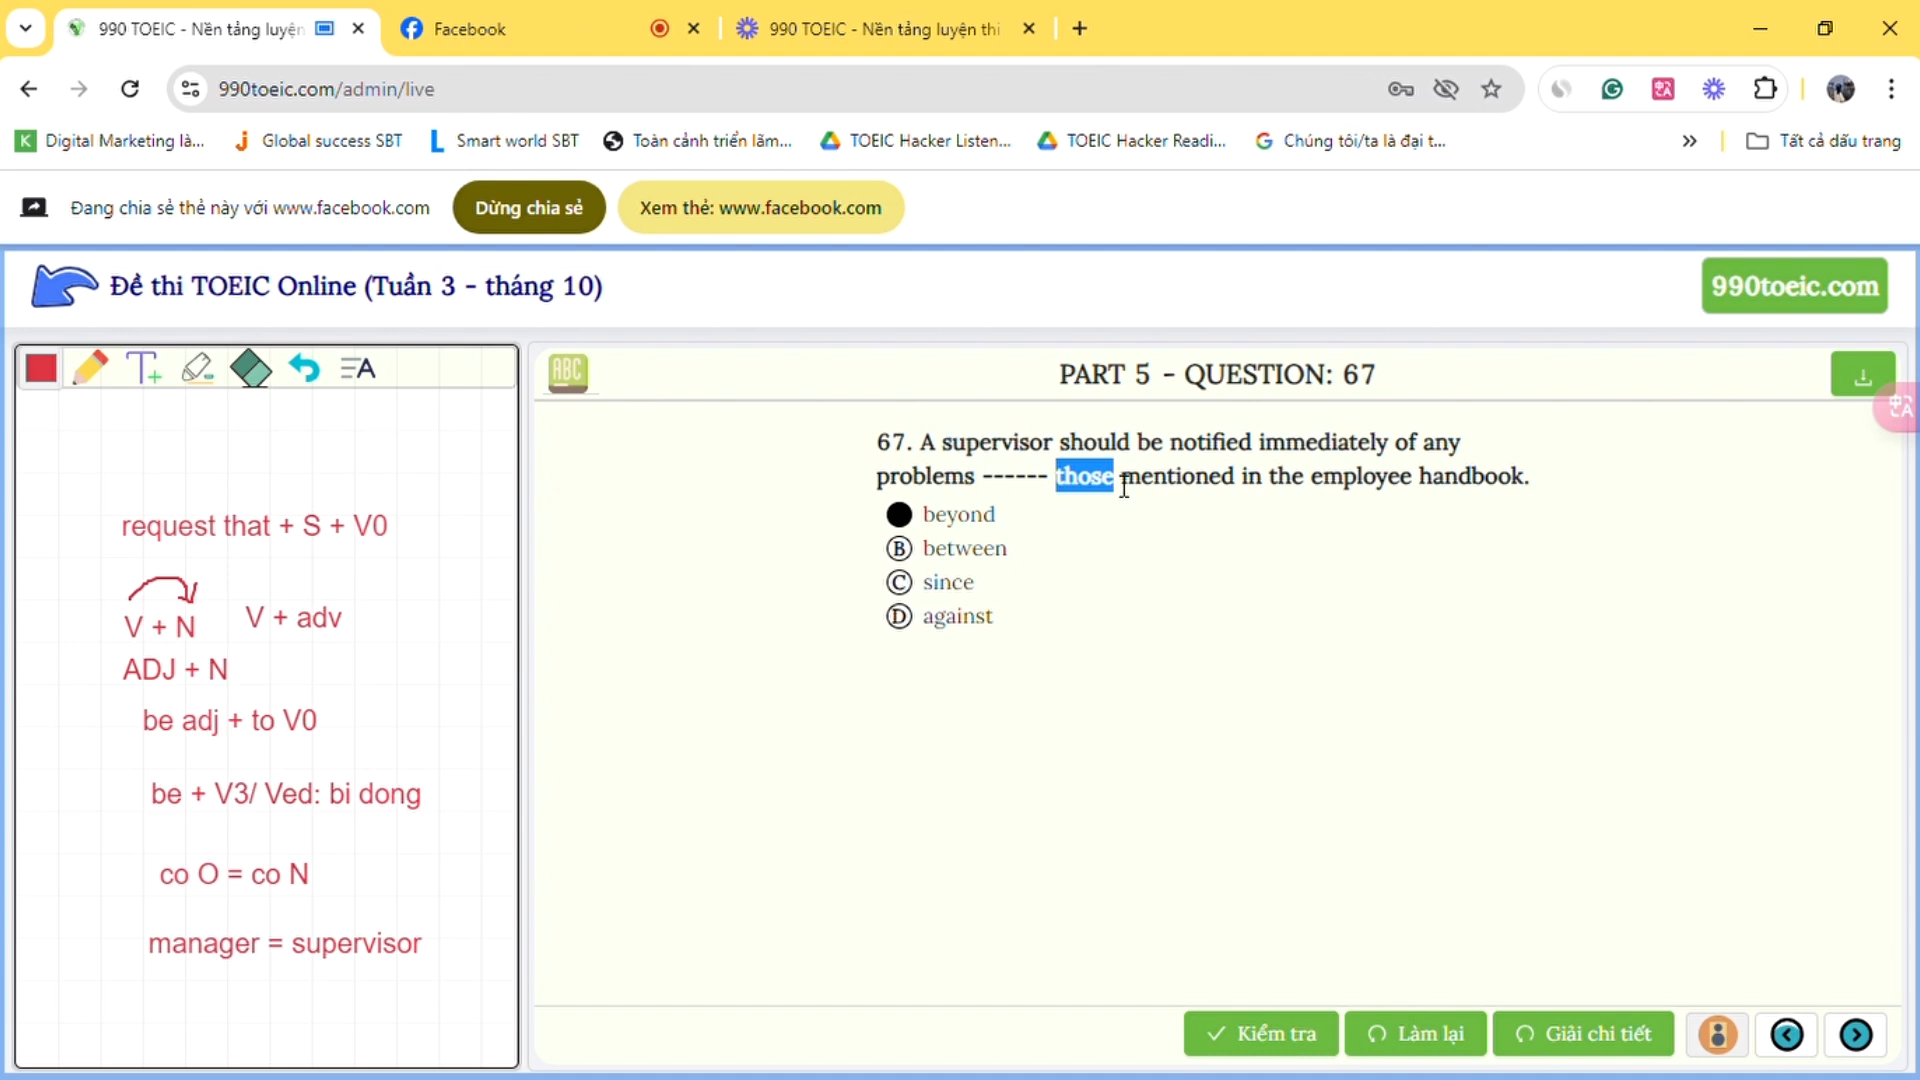 990 TOEIC - Nền tảng luyện
Facebook
990 TOEIC - Nền tảng luyện thi
990toeic.com/admin/live
Digital Marketing là...
Global success SBT
Smart world SBT
Toàn cảnh triển lãm...
TOEIC Hacker Listen...
TOEIC Hacker Readi...
Chúng tôi/ta là đại t...
Tất cả dấu trang
Đang chia sẻ thẻ này với www.facebook.com
Dừng chia sẻ
Xem thẻ: www.facebook.com
Đề thi TOEIC Online (Tuần 3 - tháng 10)
990toeic.com
ABC
PART 5 - QUESTION: 67
67. A supervisor should be notified immediately of any
problems ------ those mentioned in the employee handbook.
beyond
B between
C since
D against
request that + S + V0
V + N
V + adv
ADJ + N
be adj + to V0
be + V3/ Ved: bi dong
co O = co N
manager = supervisor
Kiểm tra
Làm lại
Giải chi tiết